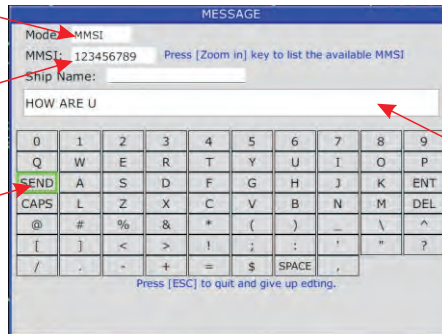 MESSAGE
Mode: MMSI
MMSI: 123456789 Press [Zoom in] key to list the available MMSI
Ship Name:
HOW ARE U
0 1 2 3 4 5 6 7 8 9
Q W E R T Y U I O P
SEND A S D F G H J K ENT
CAPS L Z X C V B N M DEL
@ # % & * ( ) _ \ ^
[ ] < > ! ; : ' " ?
/ . - + = $ SPACE ,
Press [ESC] to quit and give up edting.